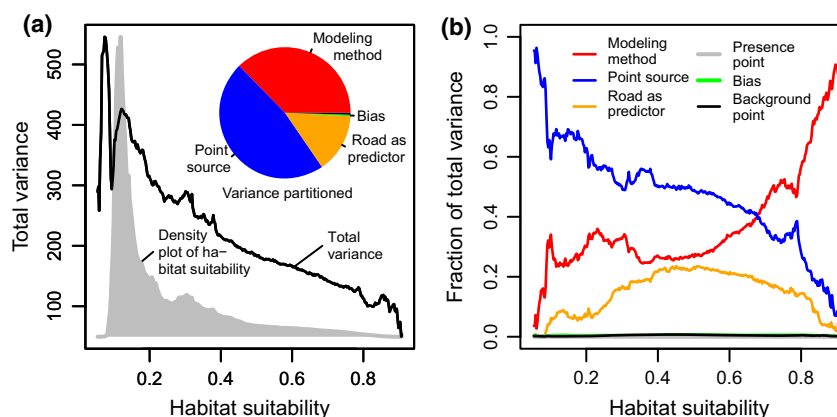 (a)
Total variance
500
400
300
200
100
0.2 0.4 0.6 0.8
Habitat suitability
Modeling
method
Bias
Road as
predictor
Point
source
Variance partitioned
Density
plot of ha-
bitat suitability
Total
variance
(b)
Fraction of total variance
1.0
0.8
0.6
0.4
0.2
0.0
0.2 0.4 0.6 0.8
Habitat suitability
Modeling
method
Point source
Road as
predictor
Presence
point
Bias
Background
point